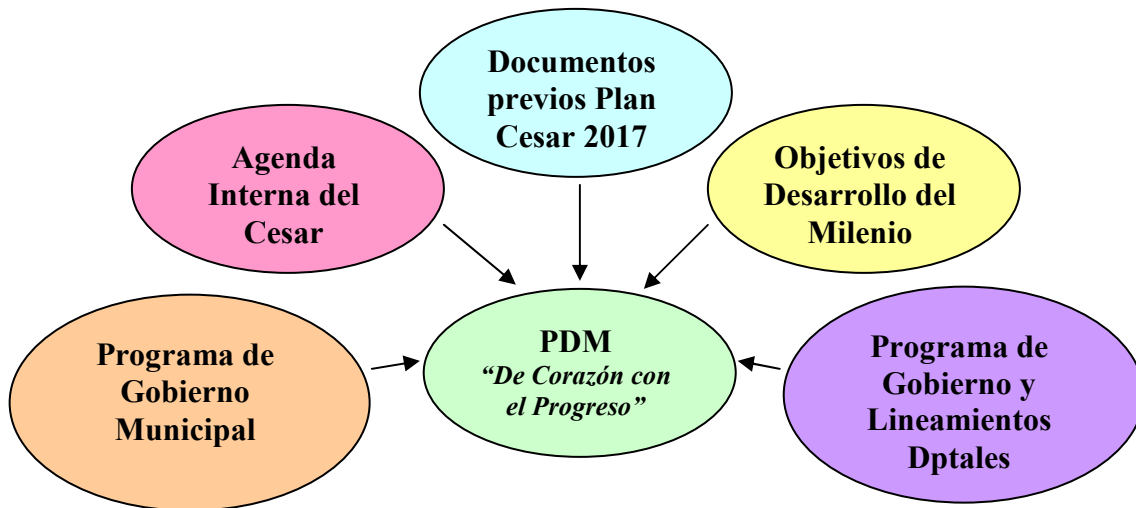 Documentos
previos Plan
Cesar 2017
Agenda
Interna del
Cesar
Objetivos de
Desarrollo del
Milenio
Programa de
Gobierno
Municipal
PDM
“De Corazón con
el Progreso”
Programa de
Gobierno y
Lineamientos
Dptales